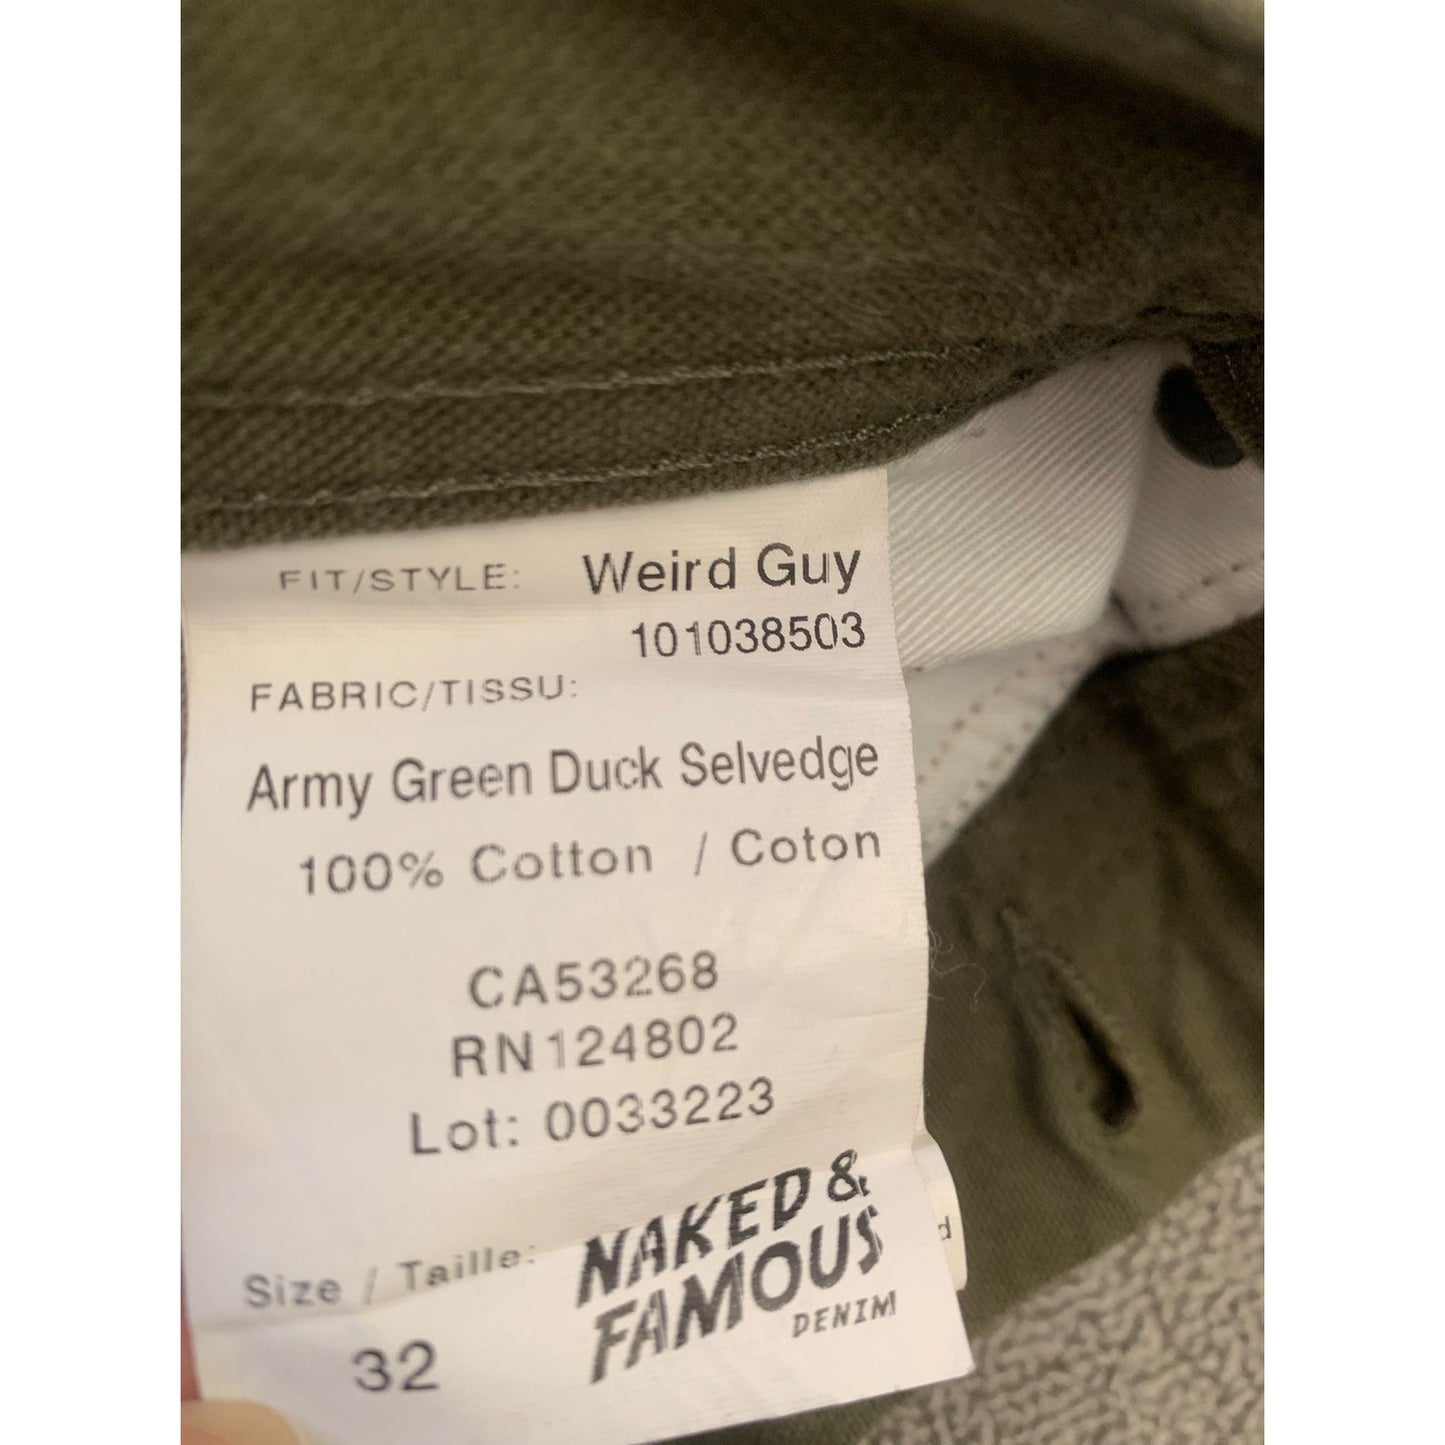 FIT/STYLE: Weird Guy
101038503
FABRIC/TISSU:
Army Green Duck Selvedge
100% Cotton / Coton
CA53268
RN124802
Lot: 0033223
Size / Taille:
32
NAKED &
FAMOUS
DENIM
d